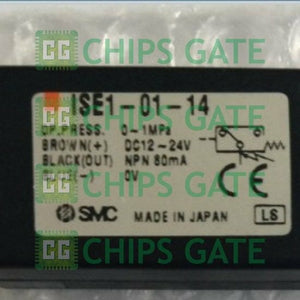 CHIPS GATE
ISE1-01-14
OP.PRESS. 0~1MPa
BROWN(+) DC12~24V
BLACK(OUT) NPN 80mA
(-) 0V
CHIPS GATE
CE
SMC MADE IN JAPAN LS
CHIPS GATE